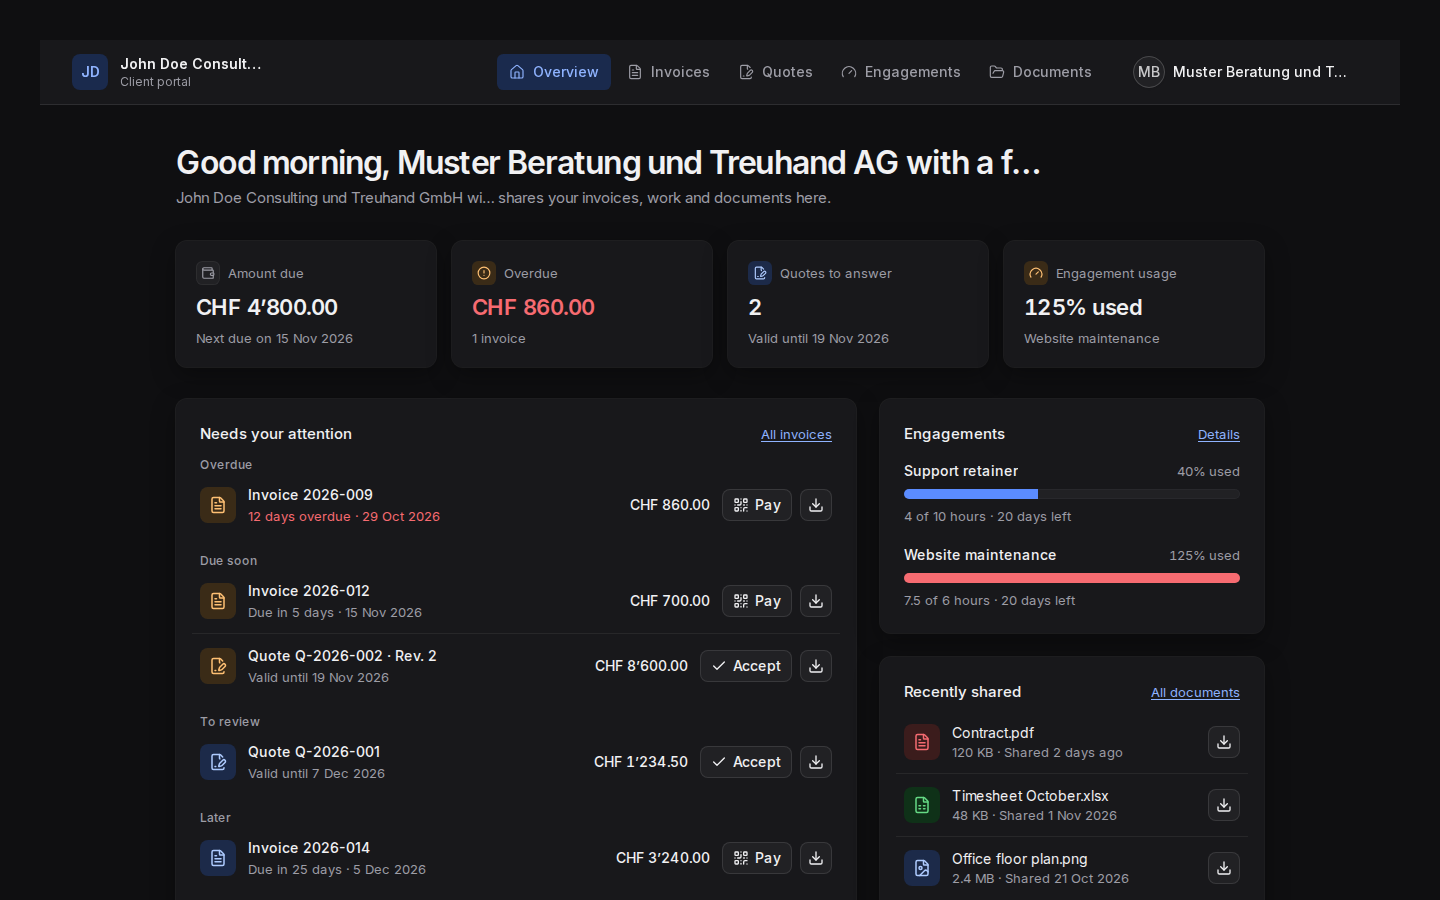 JD
John Doe Consult...
Client portal
Overview
Invoices
Quotes
Engagements
Documents
MB
Muster Beratung und T...
Good morning, Muster Beratung und Treuhand AG with a f...
John Doe Consulting und Treuhand GmbH wi... shares your invoices, work and documents here.
Amount due
CHF 4’800.00
Next due on 15 Nov 2026
Overdue
CHF 860.00
1 invoice
Quotes to answer
2
Valid until 19 Nov 2026
Engagement usage
125% used
Website maintenance
Needs your attention
All invoices
Overdue
Invoice 2026-009
12 days overdue · 29 Oct 2026
CHF 860.00
Pay
Due soon
Invoice 2026-012
Due in 5 days · 15 Nov 2026
CHF 700.00
Pay
Quote Q-2026-002 · Rev. 2
Valid until 19 Nov 2026
CHF 8’600.00
Accept
To review
Quote Q-2026-001
Valid until 7 Dec 2026
CHF 1’234.50
Accept
Later
Invoice 2026-014
Due in 25 days · 5 Dec 2026
CHF 3’240.00
Pay
Engagements
Details
Support retainer
40% used
4 of 10 hours · 20 days left
Website maintenance
125% used
7.5 of 6 hours · 20 days left
Recently shared
All documents
Contract.pdf
120 KB · Shared 2 days ago
Timesheet October.xlsx
48 KB · Shared 1 Nov 2026
Office floor plan.png
2.4 MB · Shared 21 Oct 2026